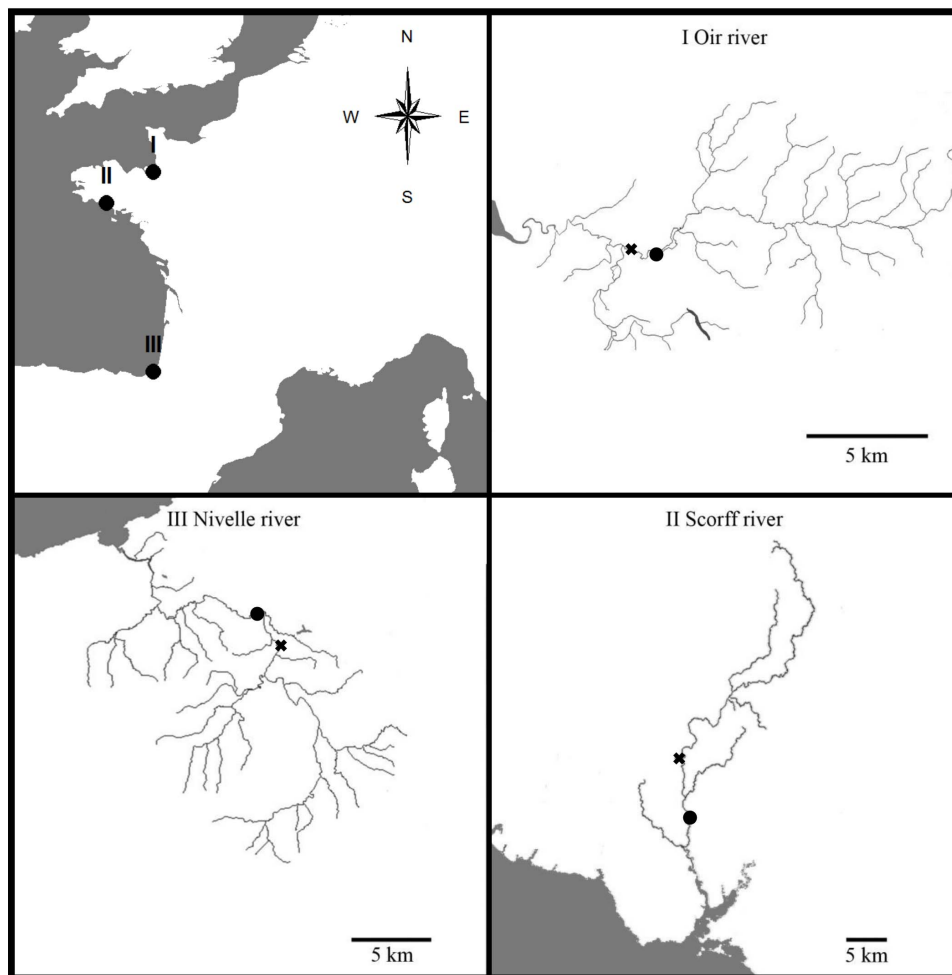 N
W E
S
I
II
III
I Oir river
5 km
III Nivelle river
5 km
II Scorff river
5 km